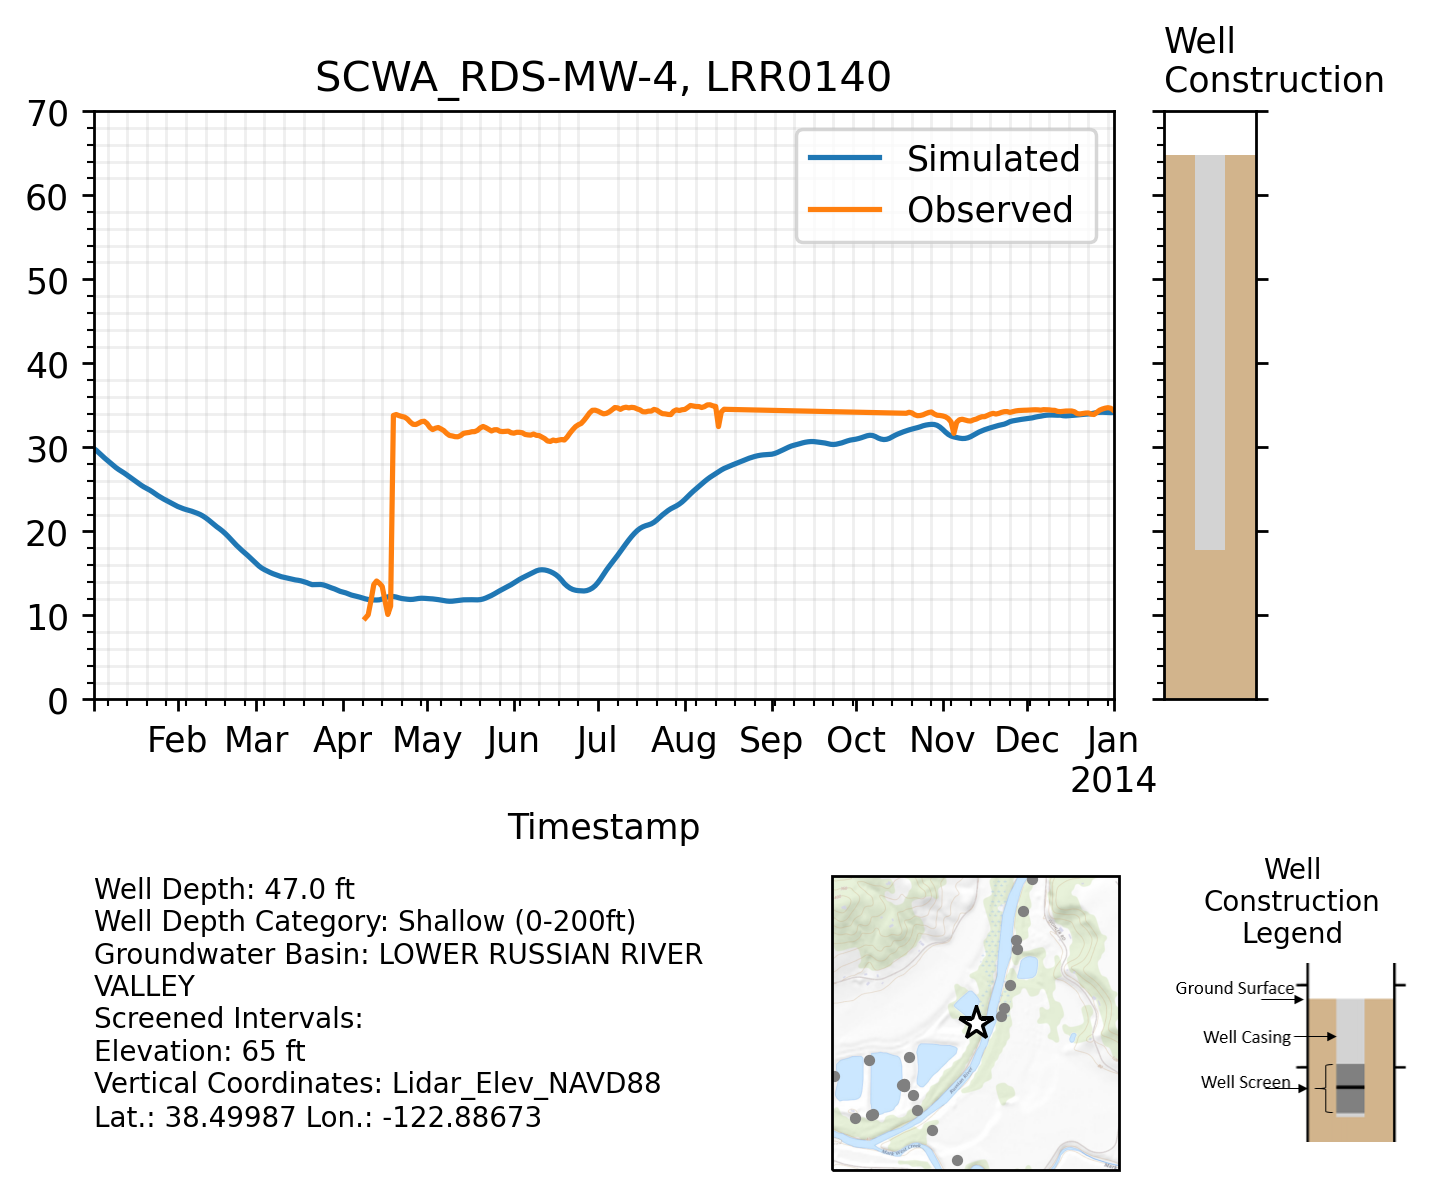 Well
Construction
SCWA_RDS-MW-4, LRR0140
70
60
50
40
30
20
10
0
Simulated
Observed
Feb Mar Apr May Jun Jul Aug Sep Oct Nov Dec Jan
2014
Timestamp
Well Depth: 47.0 ft
Well Depth Category: Shallow (0-200ft)
Groundwater Basin: LOWER RUSSIAN RIVER
VALLEY
Screened Intervals:
Elevation: 65 ft
Vertical Coordinates: Lidar_Elev_NAVD88
Lat.: 38.49987 Lon.: -122.88673
Well
Construction
Legend
Ground Surface
Well Casing
Well Screen